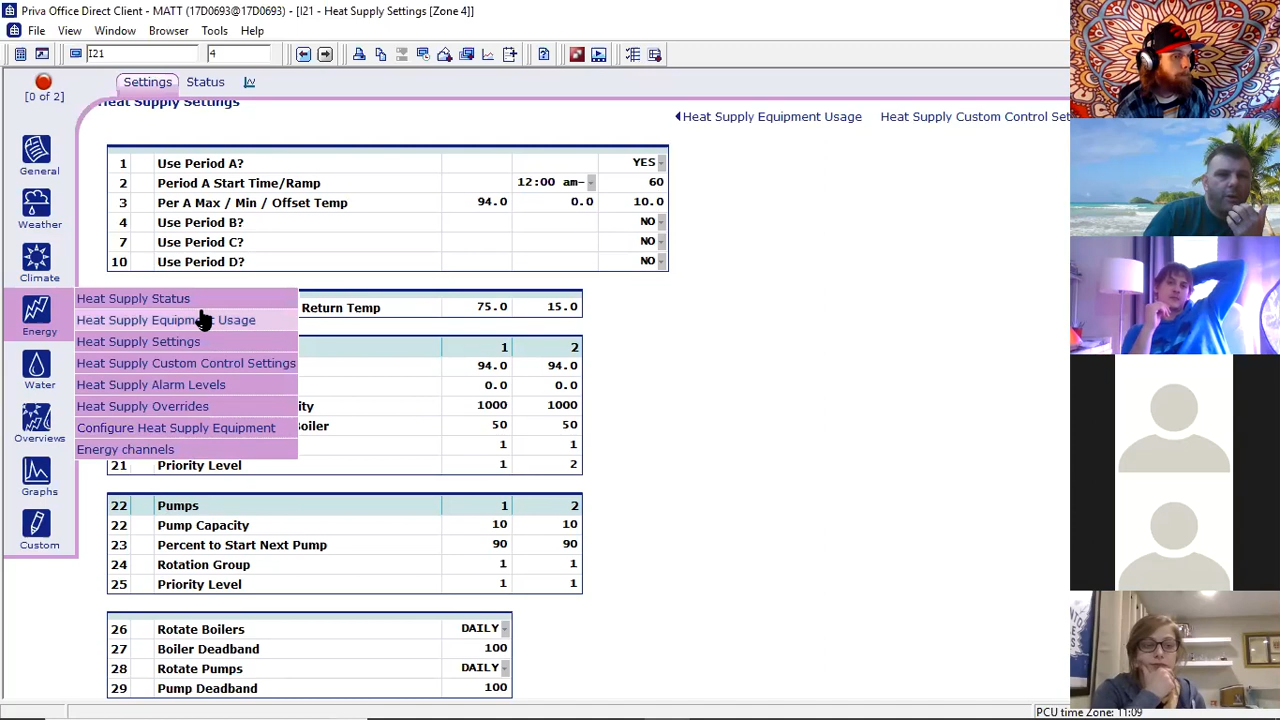 Priva Office Direct Client - MATT (17D0693@17D0693) - [I21 - Heat Supply Settings [Zone 4]]
File View Window Browser Tools Help
I21 4
[0 of 2] Settings Status
Heat Supply Settings
Heat Supply Equipment Usage Heat Supply Custom Control Set
General
Weather
Climate
Energy
Water
Overviews
Graphs
Custom
1 Use Period A? YES
2 Period A Start Time/Ramp 12:00 am- 60
3 Per A Max / Min / Offset Temp 94.0 0.0 10.0
4 Use Period B? NO
7 Use Period C? NO
10 Use Period D? NO
Heat Supply Status
Heat Supply Equipment Usage
Heat Supply Settings
Heat Supply Custom Control Settings
Heat Supply Alarm Levels
Heat Supply Overrides
Configure Heat Supply Equipment
Energy channels
Return Temp 75.0 15.0
1 2
94.0 94.0
0.0 0.0
ity 1000 1000
Boiler 50 50
1 1
21 Priority Level 1 2
22 Pumps 1 2
22 Pump Capacity 10 10
23 Percent to Start Next Pump 90 90
24 Rotation Group 1 1
25 Priority Level 1 1
26 Rotate Boilers DAILY
27 Boiler Deadband 100
28 Rotate Pumps DAILY
29 Pump Deadband 100
PCU time Zone: 11:09